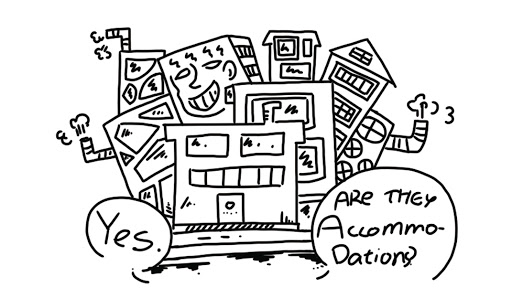 ARE THEY
Accommo-
Dations?
Yes.